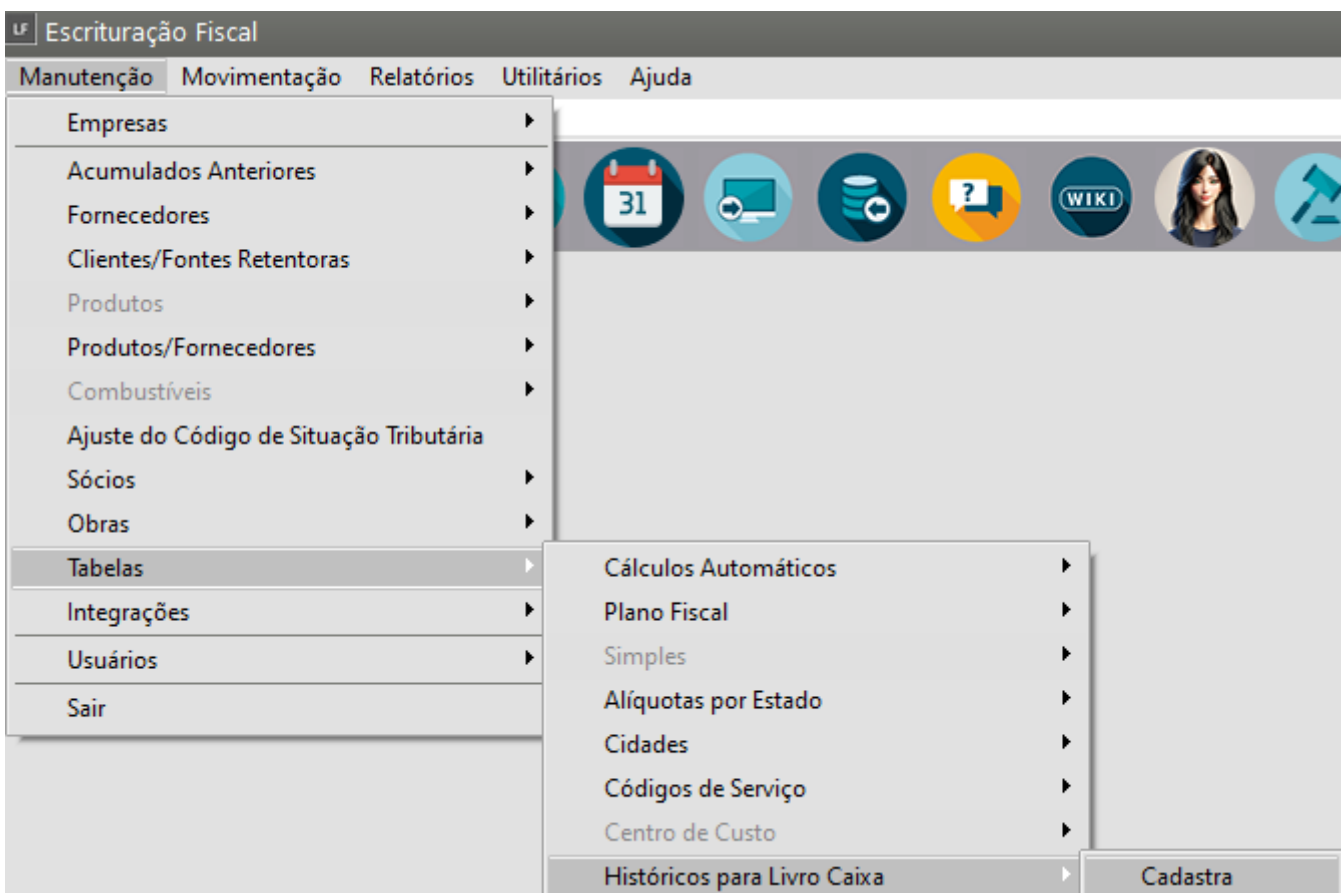 LF Escrituração Fiscal
Manutenção Movimentação Relatórios Utilitários Ajuda
Empresas
Acumulados Anteriores
31 ? WIKI
Fornecedores
Clientes/Fontes Retentoras
Produtos
Produtos/Fornecedores
Combustíveis
Ajuste do Código de Situação Tributária
Sócios
Obras
Tabelas
Integrações
Usuários
Sair
Cálculos Automáticos
Plano Fiscal
Simples
Alíquotas por Estado
Cidades
Códigos de Serviço
Centro de Custo
Históricos para Livro Caixa
Cadastra